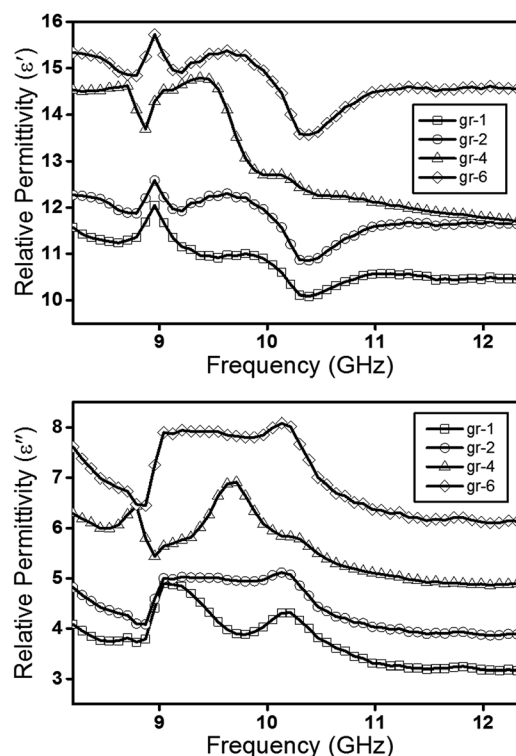 Relative Permittivity (ε′)
16
15
14
13
12
11
10
gr-1
gr-2
gr-4
gr-6
9
10
11
12
Frequency (GHz)
Relative Permittivity (ε″)
8
7
6
5
4
3
gr-1
gr-2
gr-4
gr-6
9
10
11
12
Frequency (GHz)